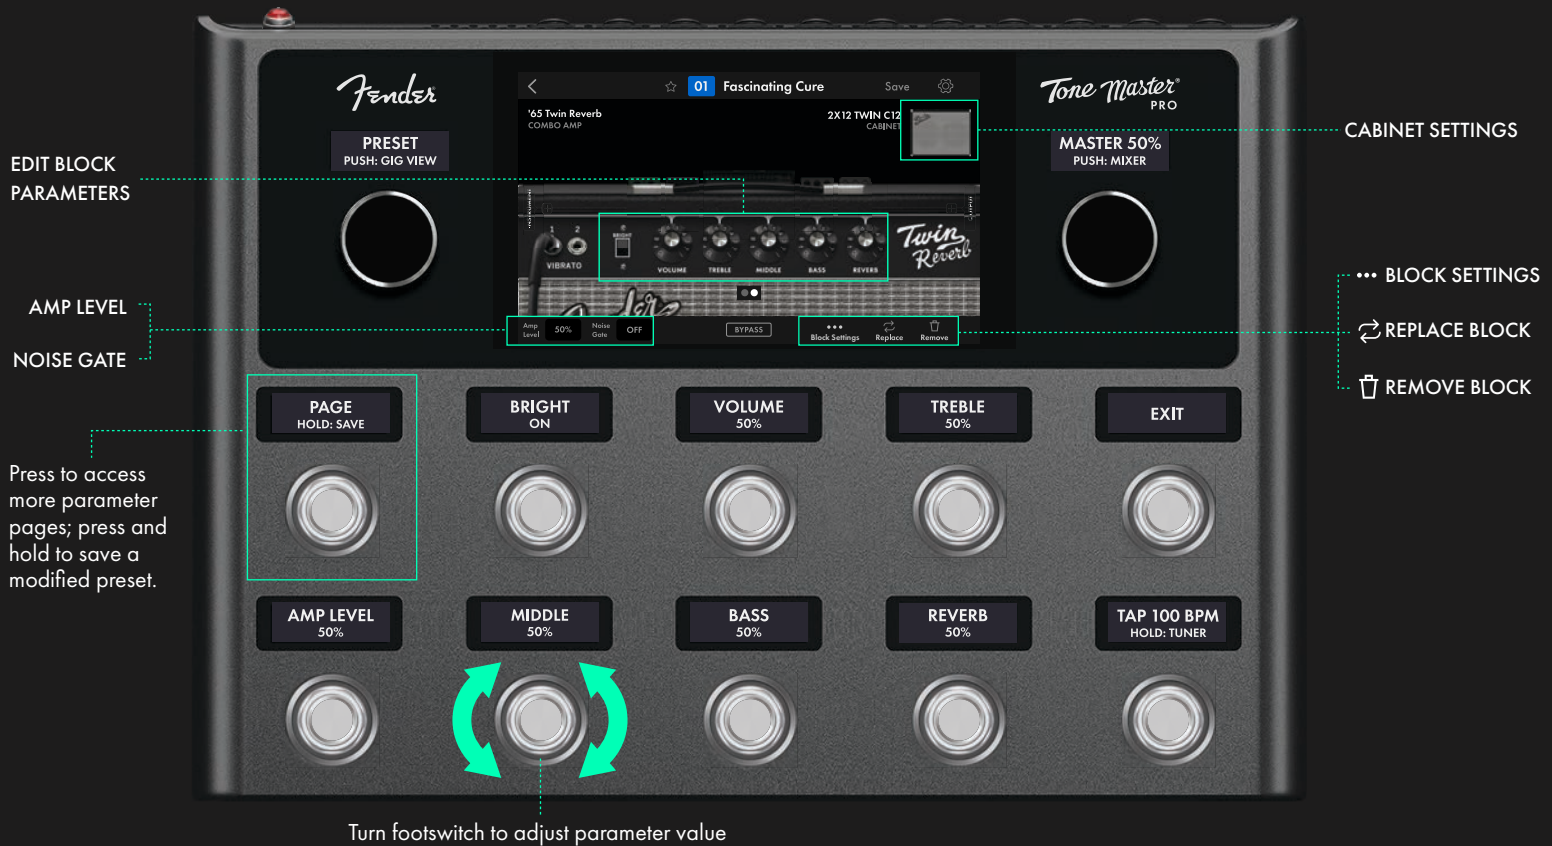 Fender
PRESET
PUSH: GIG VIEW
01 Fascinating Cure Save
'65 Twin Reverb
COMBO AMP
2X12 TWIN C12
CABINET
Tone Master
PRO
MASTER 50%
PUSH: MIXER
CABINET SETTINGS
EDIT BLOCK
PARAMETERS
1 2
VIBRATO
BRIGHT
VOLUME TREBLE MIDDLE BASS REVERB
Twin
Reverb
Fender
AMP LEVEL
NOISE GATE
Amp
Level
50%
Noise
Gate
OFF
BYPASS
Block Settings Replace Remove
BLOCK SETTINGS
REPLACE BLOCK
REMOVE BLOCK
PAGE
HOLD: SAVE
BRIGHT
ON
VOLUME
50%
TREBLE
50%
EXIT
Press to access
more parameter
pages; press and
hold to save a
modified preset.
AMP LEVEL
50%
MIDDLE
50%
BASS
50%
REVERB
50%
TAP 100 BPM
HOLD: TUNER
Turn footswitch to adjust parameter value